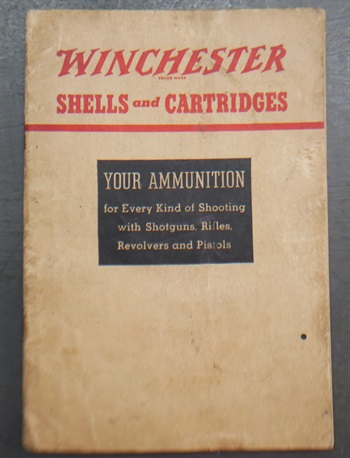 WINCHESTER
TRADE MARK
SHELLS and CARTRIDGES
YOUR AMMUNITION
for Every Kind of Shooting
with Shotguns, Rifles,
Revolvers and Pistols